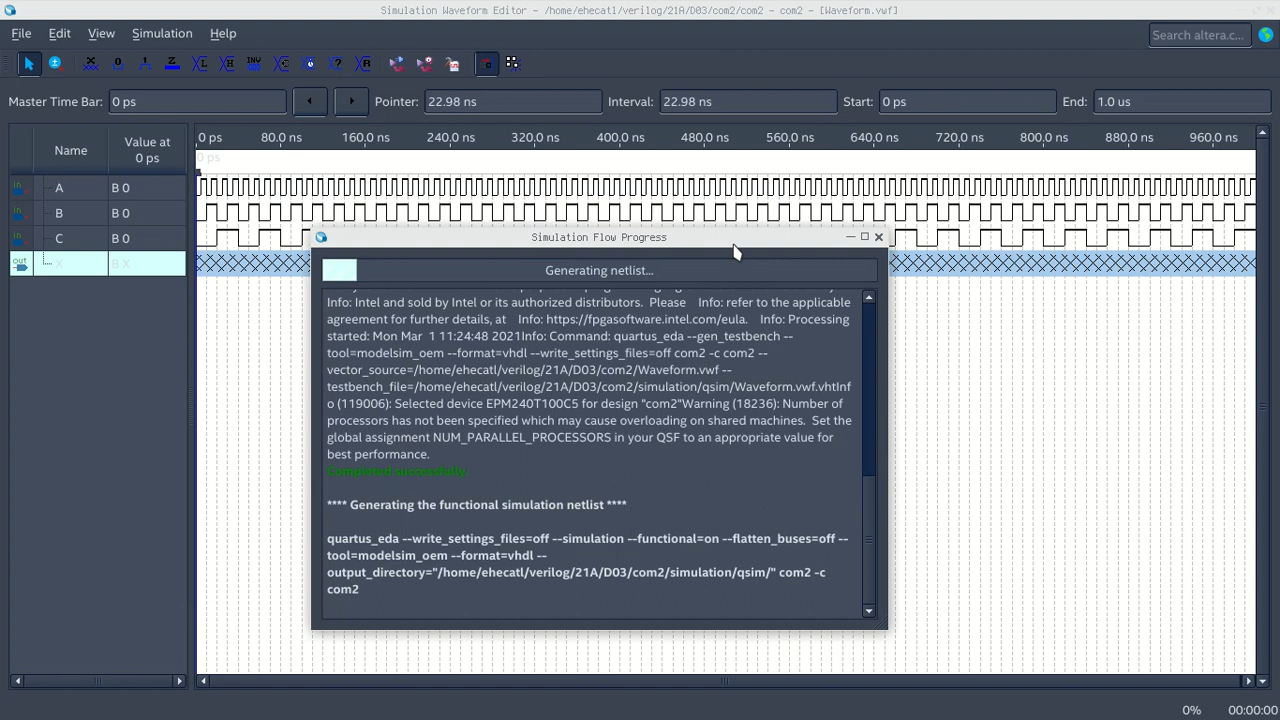 Simulation Waveform Editor - /home/ehecatl/verilog/21A/D03/com2/com2 - com2 - [Waveform.vwf]
File Edit View Simulation Help
Search altera.c...
Master Time Bar: 0 ps Pointer: 22.98 ns Interval: 22.98 ns Start: 0 ps End: 1.0 us
Name Value at 0 ps
0 ps 80.0 ns 160.0 ns 240.0 ns 320.0 ns 400.0 ns 480.0 ns 560.0 ns 640.0 ns 720.0 ns 800.0 ns 880.0 ns 960.0 ns
0 ps
in A B 0
in B B 0
in C B 0
out X B X
Simulation Flow Progress
Generating netlist...
Info: Intel and sold by Intel or its authorized distributors. Please Info: refer to the applicable
agreement for further details, at Info: https://fpgasoftware.intel.com/eula. Info: Processing
started: Mon Mar 1 11:24:48 2021Info: Command: quartus_eda --gen_testbench --
tool=modelsim_oem --format=vhdl --write_settings_files=off com2 -c com2 --
vector_source=/home/ehecatl/verilog/21A/D03/com2/Waveform.vwf --
testbench_file=/home/ehecatl/verilog/21A/D03/com2/simulation/qsim/Waveform.vwf.vhtInf
o (119006): Selected device EPM240T100C5 for design "com2"Warning (18236): Number of
processors has not been specified which may cause overloading on shared machines. Set the
global assignment NUM_PARALLEL_PROCESSORS in your QSF to an appropriate value for
best performance.
Completed successfully.
**** Generating the functional simulation netlist ****
quartus_eda --write_settings_files=off --simulation --functional=on --flatten_buses=off --
tool=modelsim_oem --format=vhdl --
output_directory="/home/ehecatl/verilog/21A/D03/com2/simulation/qsim/" com2 -c
com2
0% 00:00:00